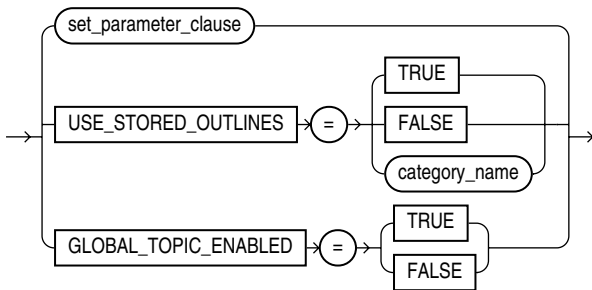 set_parameter_clause
TRUE
USE_STORED_OUTLINES = FALSE
category_name
TRUE
GLOBAL_TOPIC_ENABLED =
FALSE